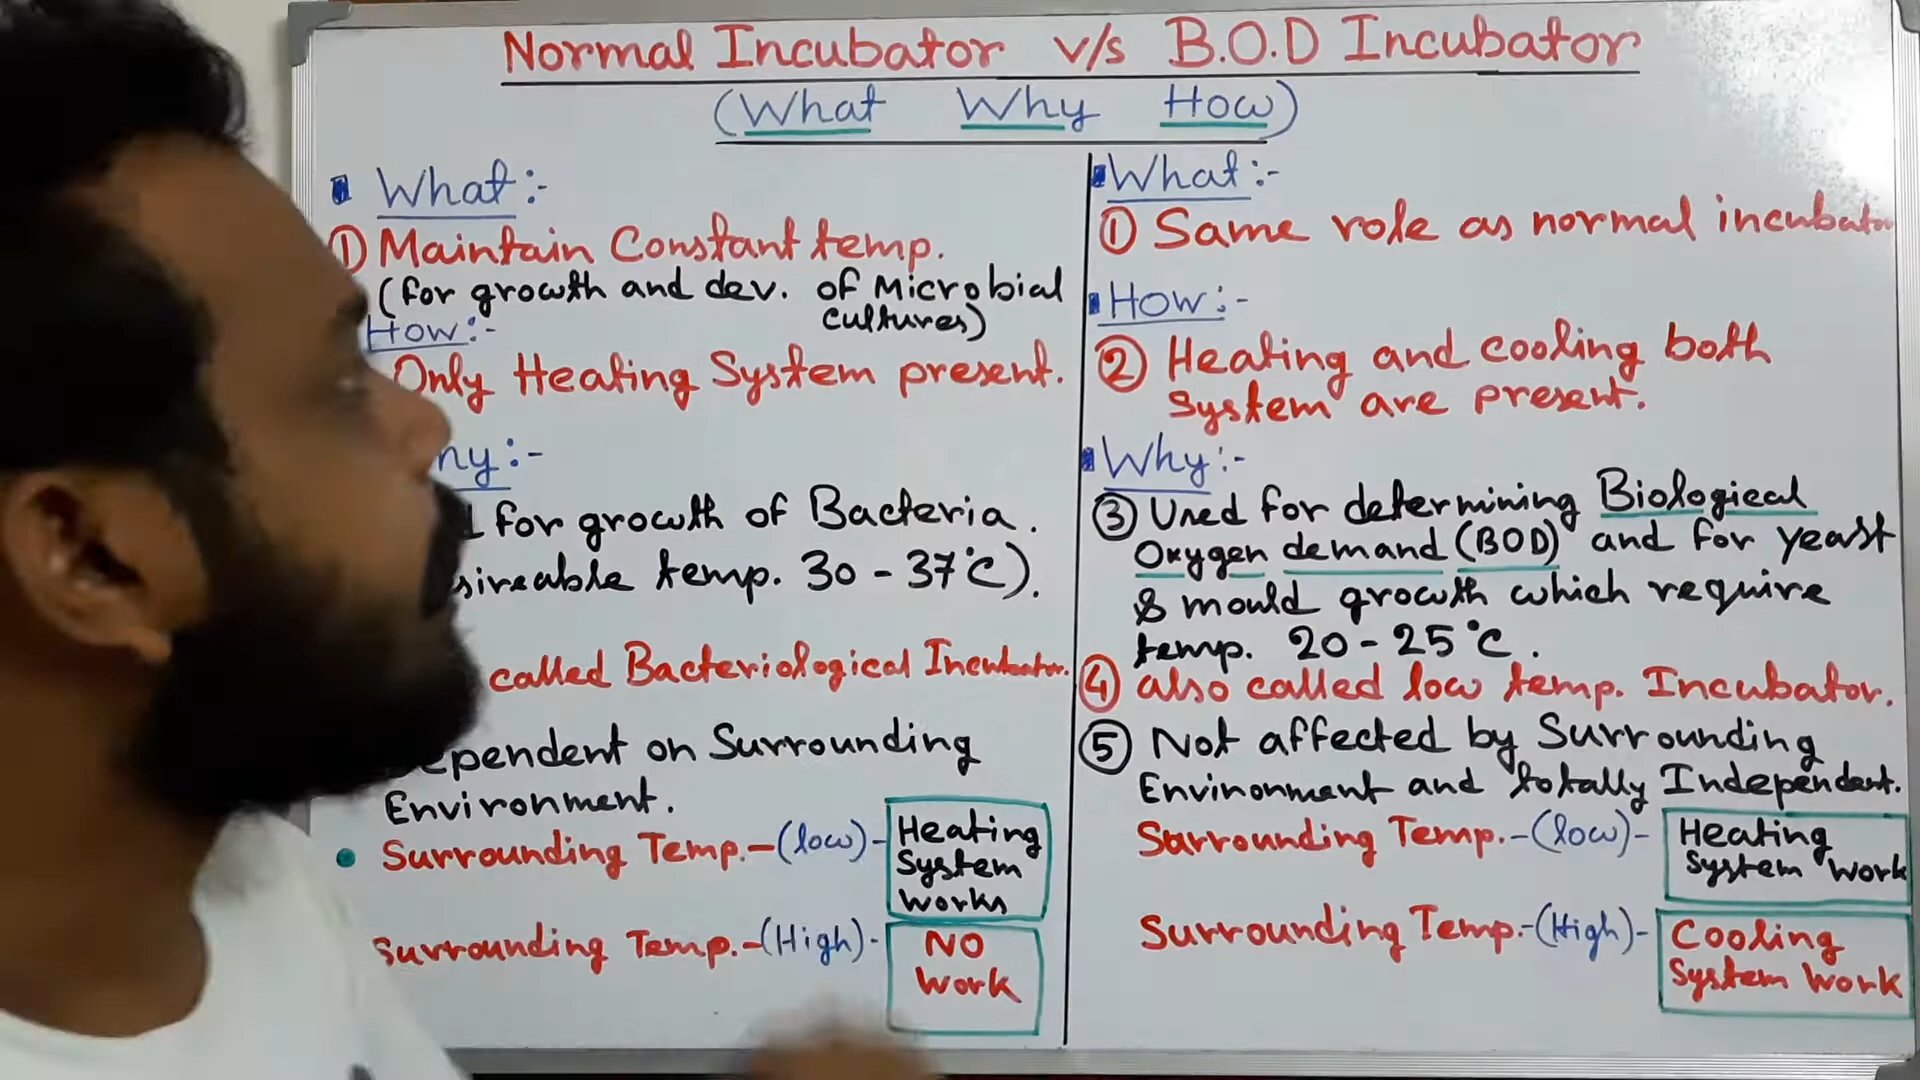 Normal Incubator v/s B.O.D Incubator
(What Why How)
What:-
① Maintain Constant temp.
(for growth and dev. of Microbial
cultures)
How:-
Only Heating System present.
for growth of Bacteria.
temp. 30-37°C).
called Bacteriological Incubator.
on Surrounding
Environment.
• Surrounding Temp.-(low)- Heating
System
Works
Surrounding Temp.-(High)- NO
Work
What:-
① Same role as normal incubator
How:-
② Heating and cooling both
System are present.
Why:-
③ Used for determining Biological
Oxygen demand (BOD) and for yeast
& mould growth which require
temp. 20-25°C.
④ also called low temp. Incubator.
⑤ Not affected by Surrounding
Environment and totally Independent.
Surrounding Temp.-(low)- Heating
System Work
Surrounding Temp.-(High)- Cooling
System Work